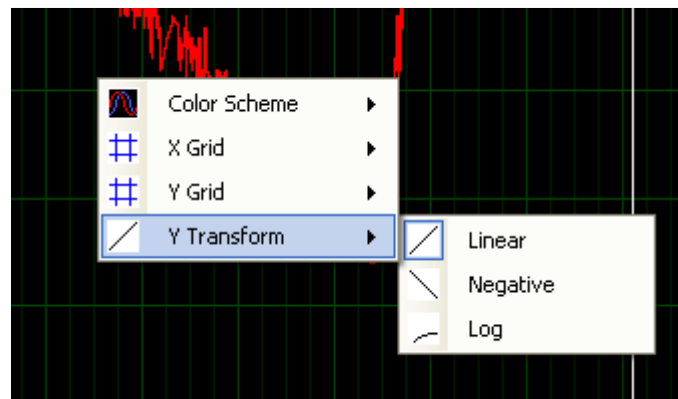 Color Scheme
X Grid
Y Grid
Y Transform
Linear
Negative
Log